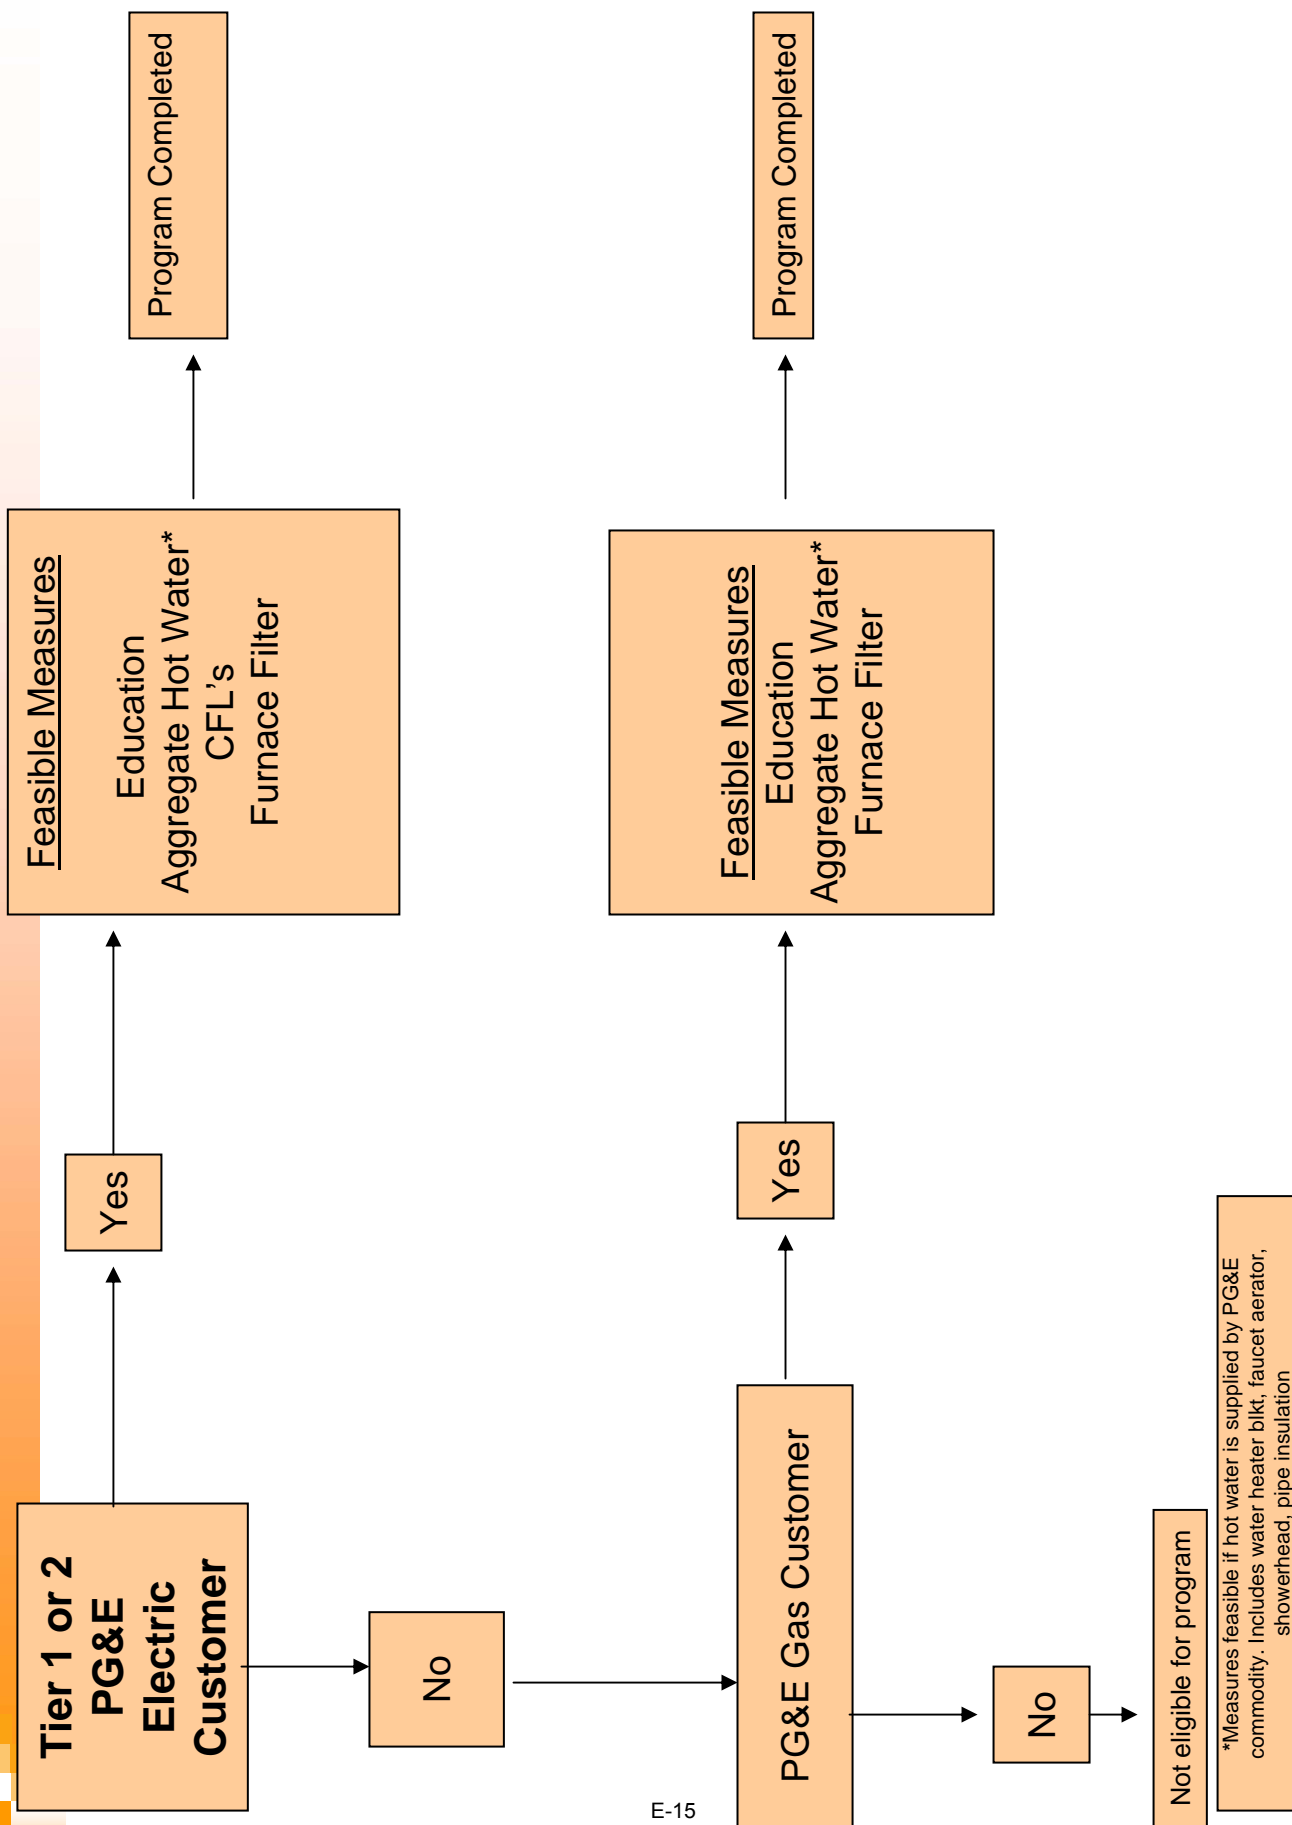 Tier 1 or 2
PG&E
Electric
Customer
Yes
Feasible Measures
Education
Aggregate Hot Water*
CFL's
Furnace Filter
Program Completed
No
PG&E Gas Customer
Yes
Feasible Measures
Education
Aggregate Hot Water*
Furnace Filter
Program Completed
No
Not eligible for program
*Measures feasible if hot water is supplied by PG&E
commodity. Includes water heater blkt, faucet aerator,
showerhead, pipe insulation
E-15